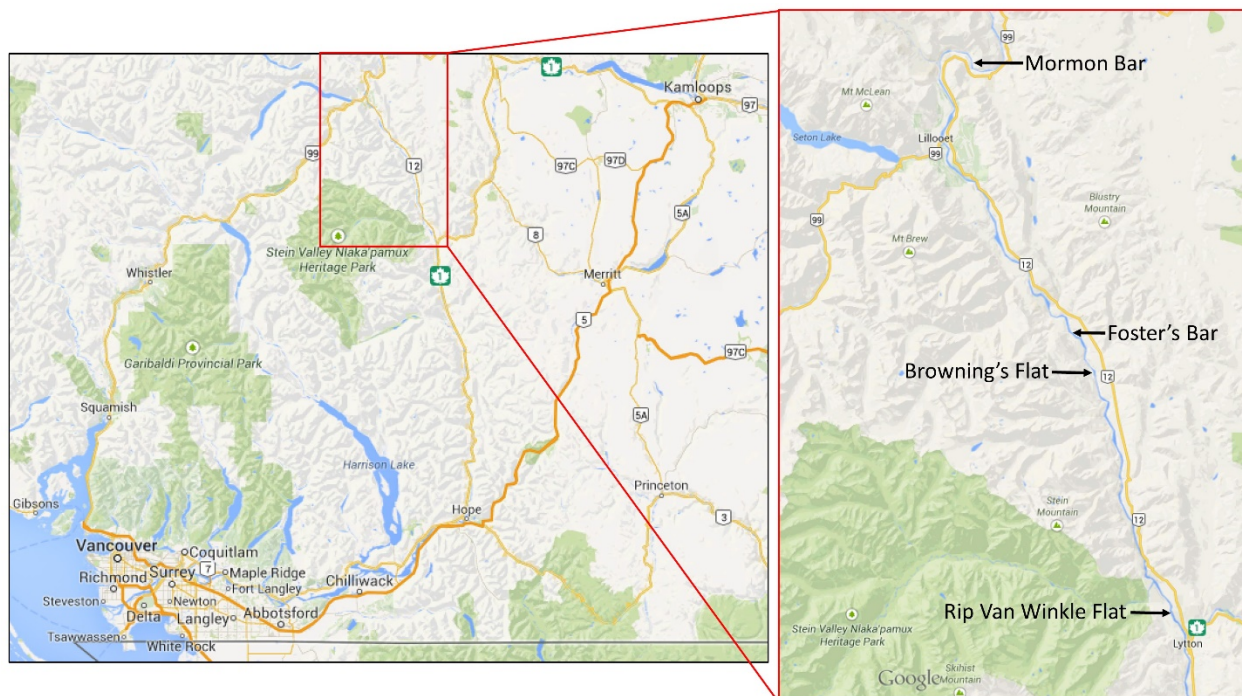 1
Kamloops
97
99
12
97C
97D
5A
8
Stein Valley Nlaka'pamux
Heritage Park
1
Whistler
Merritt
5
Garibaldi Provincial Park
97C
Squamish
5A
Harrison Lake
Princeton
Gibsons
Hope
3
Vancouver
Coquitlam
7
Maple Ridge
Richmond
Surrey
Fort Langley
Chilliwack
Steveston
Newton
Delta
Langley
Abbotsford
Tsawwassen
White Rock
99
Mormon Bar
Mt McLean
Seton Lake
Lillooet
99
Blustry
Mountain
99
Mt Brew
12
Foster's Bar
Browning's Flat
12
Stein
Mountain
12
Rip Van Winkle Flat
Stein Valley Nlaka'pamux
Heritage Park
1
Lytton
Google
Skihist
Mountain